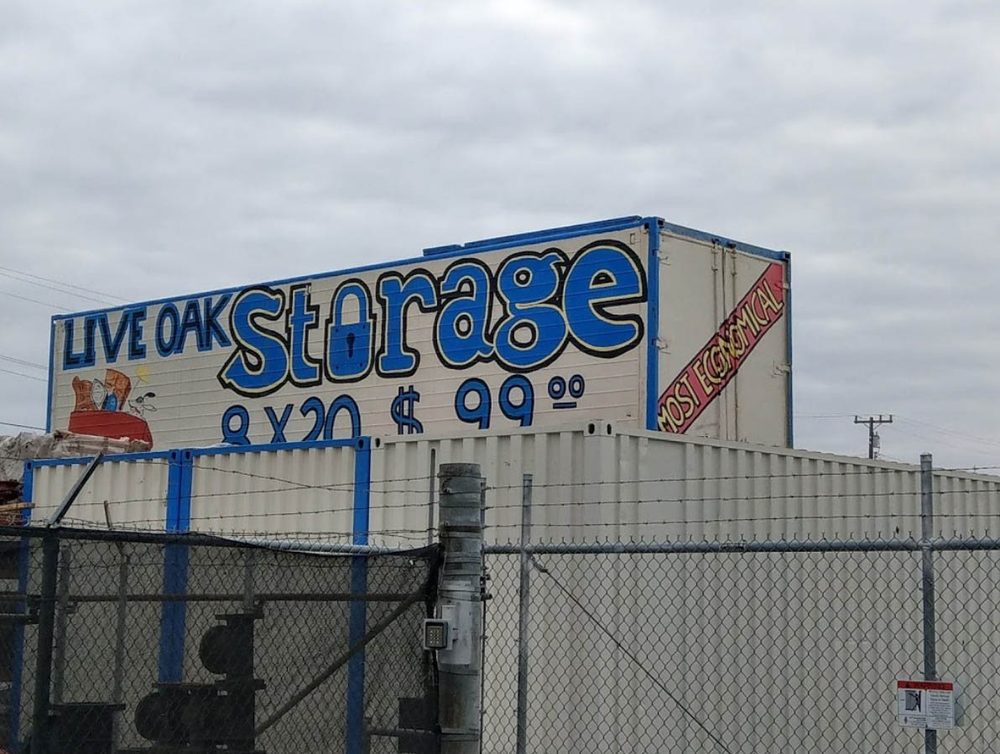 LIVE OAK Storage
8 X 20 $ 99 00
MOST ECONOMICAL